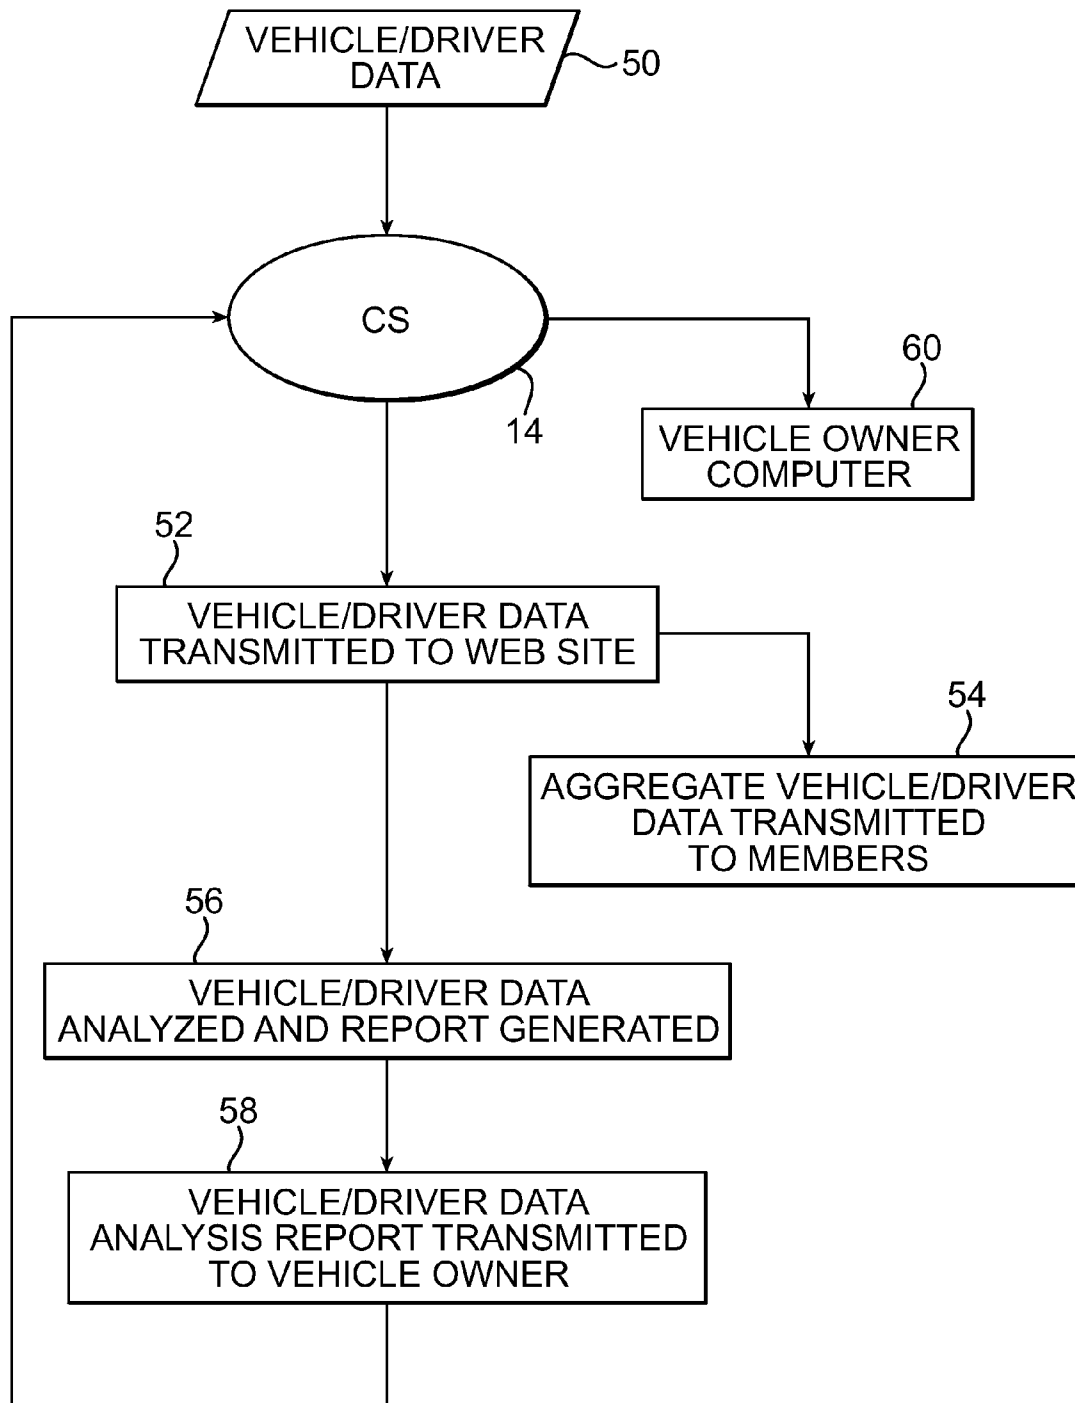 VEHICLE/DRIVER
DATA
50
CS
14
60
VEHICLE OWNER
COMPUTER
52
VEHICLE/DRIVER DATA
TRANSMITTED TO WEB SITE
54
AGGREGATE VEHICLE/DRIVER
DATA TRANSMITTED
TO MEMBERS
56
VEHICLE/DRIVER DATA
ANALYZED AND REPORT GENERATED
58
VEHICLE/DRIVER DATA
ANALYSIS REPORT TRANSMITTED
TO VEHICLE OWNER